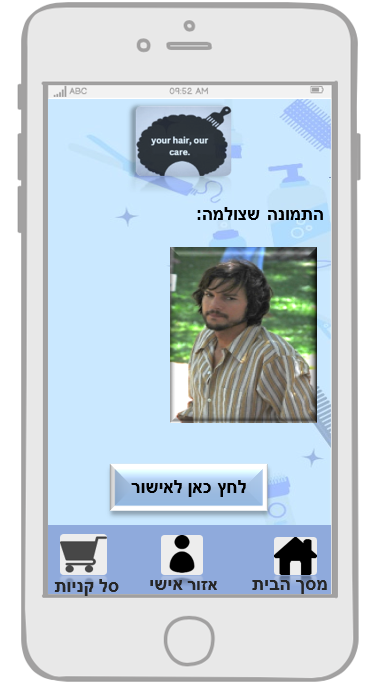 ABC
09:52 AM
your hair, our
care.
התמונה שצולמה:
לחץ כאן לאישור
מסך הבית
אזור אישי
סל קניות